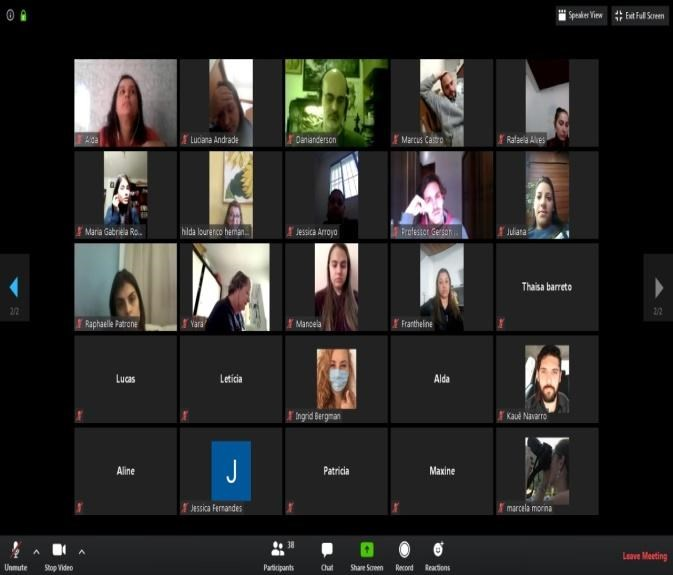 Speaker View
Exit Full Screen
Alda
Luciana Andrade
Danianderson
Marcus Castro
Rafaela Alves
Maria Gabriela Ro...
hilda lourenco hernan...
Jessica Arroyo
Professor Gerson ...
Juliana
2/2
2/2
Raphaelle Patrone
Yara
Manoela
Frantheline
Thaisa barreto
Lucas
Letícia
Ingrid Bergman
Alda
Kauê Navarro
Aline
J
Jessica Fernandes
Patricia
Maxine
marcela morina
Unmute
Stop Video
Participants
38
Chat
Share Screen
Record
Reactions
Leave Meeting